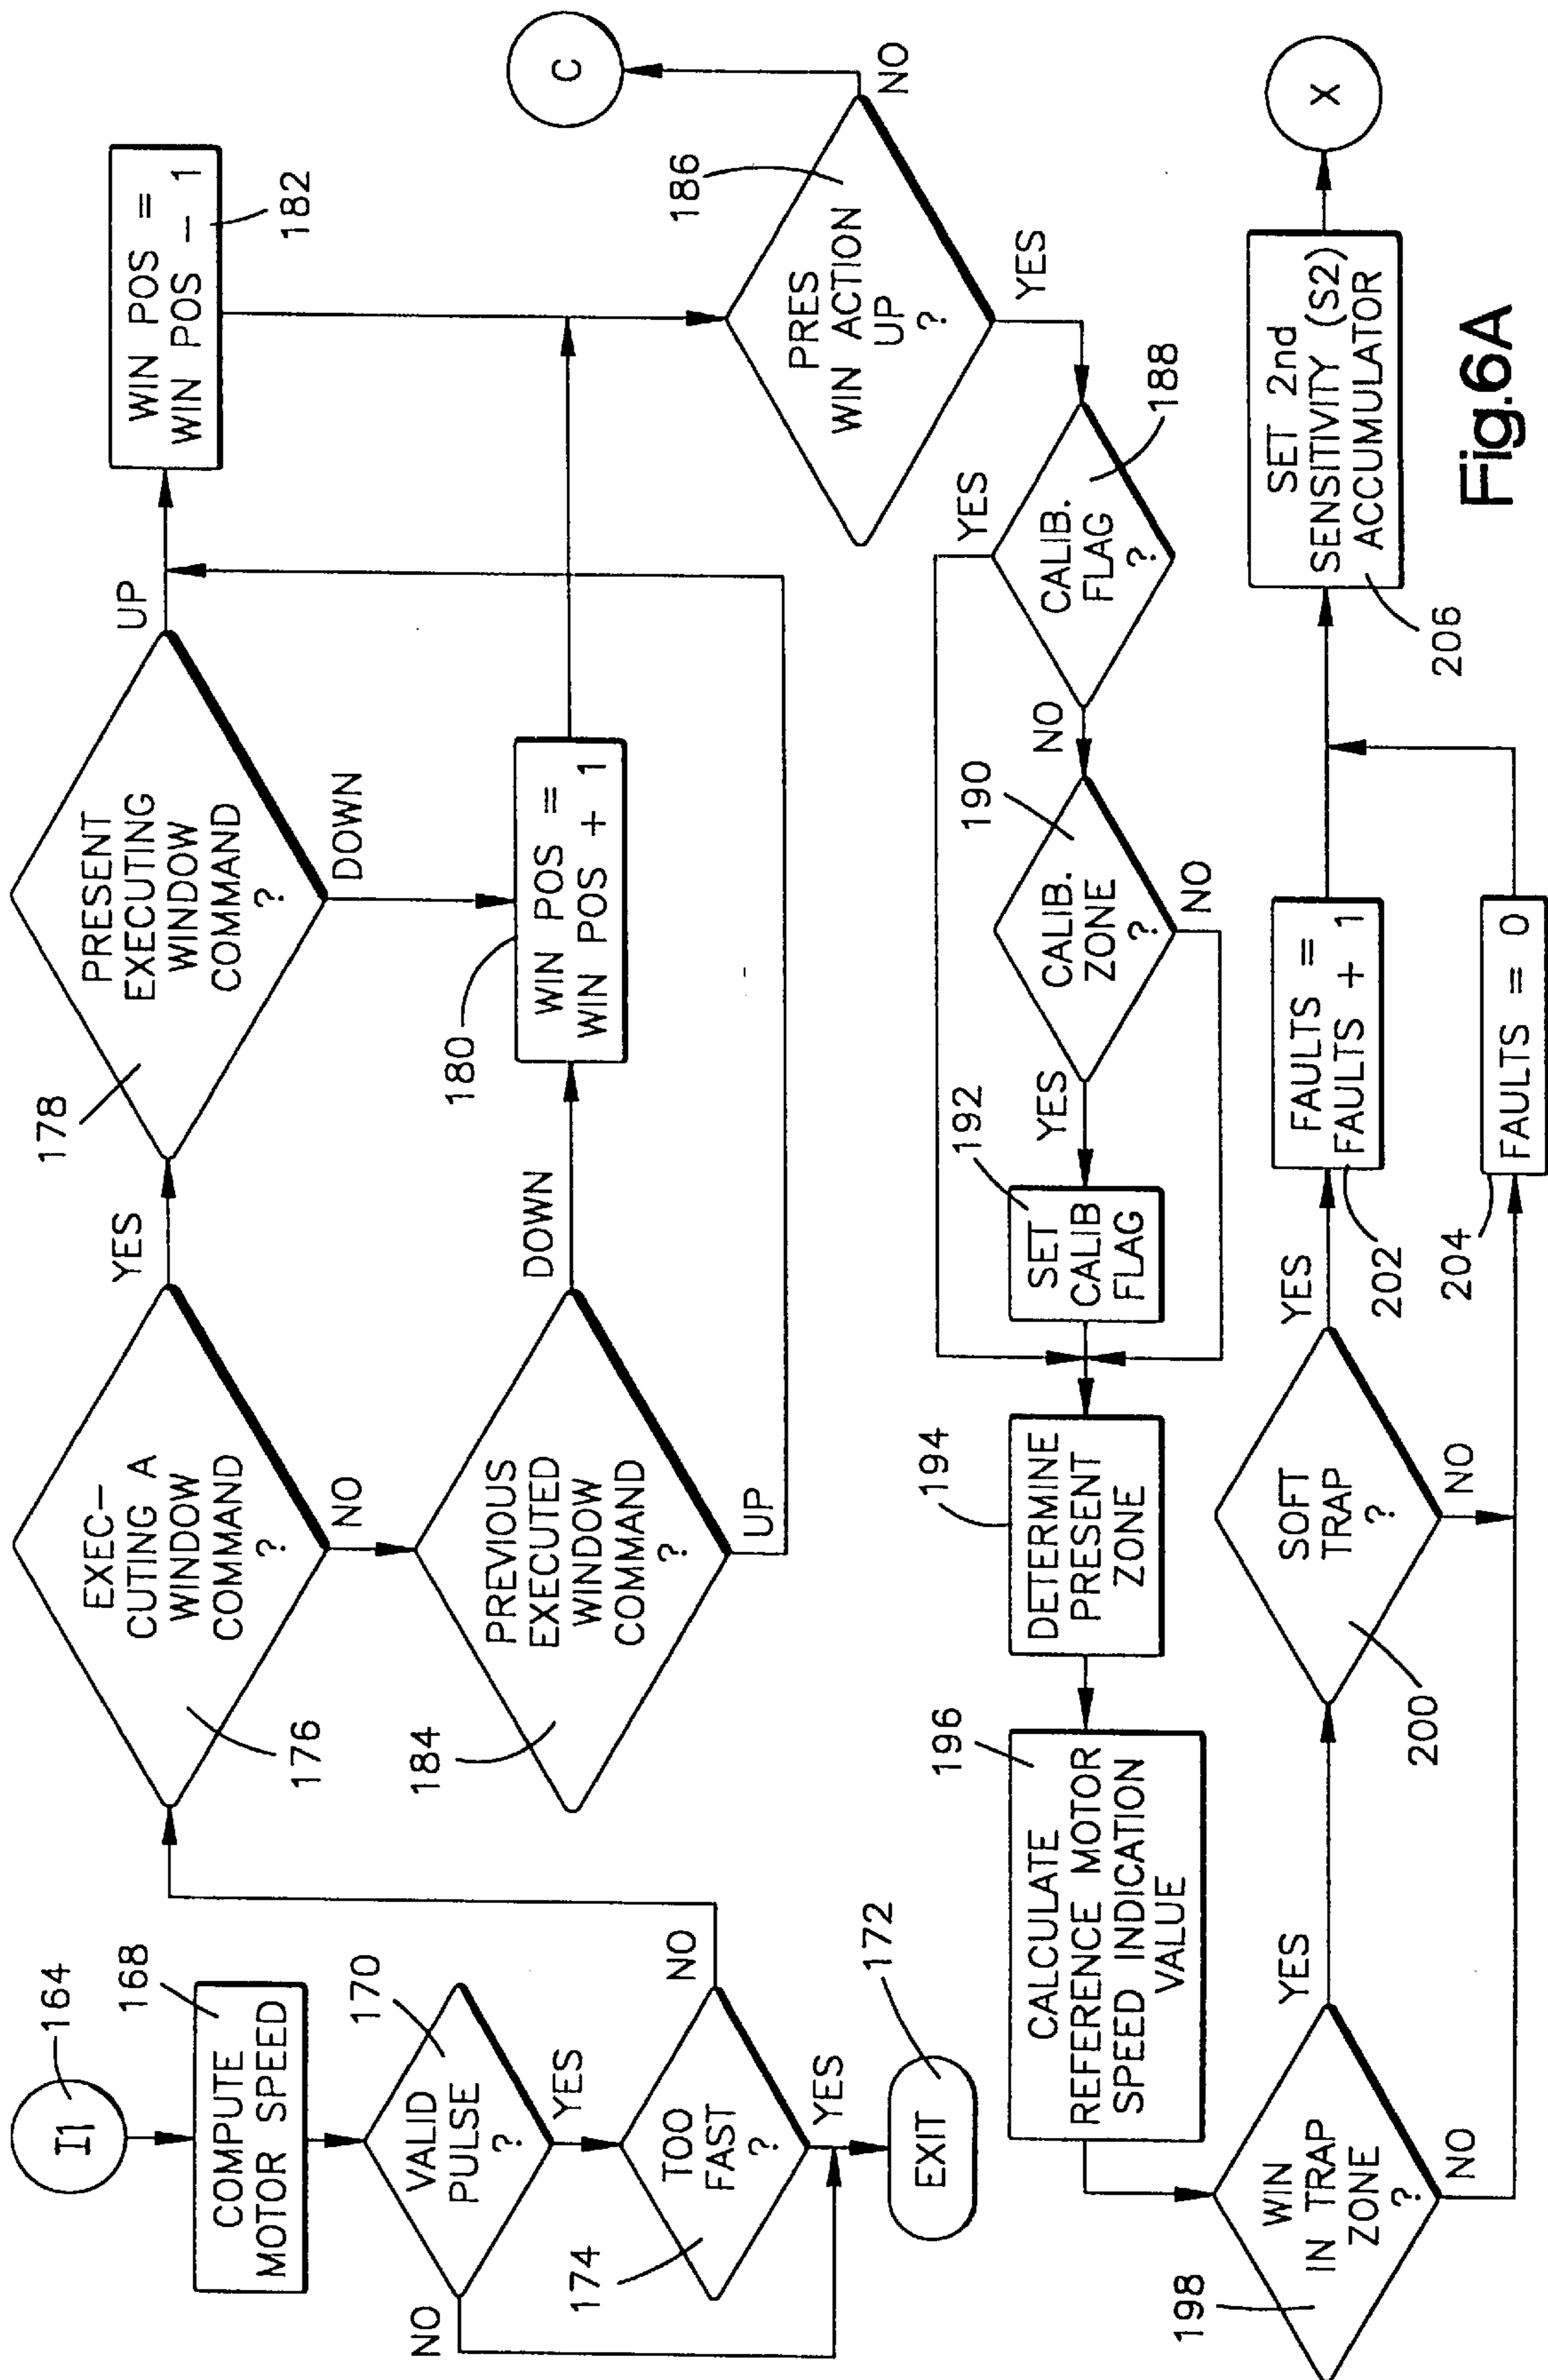 I1
164
COMPUTE
MOTOR SPEED
168
VALID
PULSE
?
170
NO
YES
TOO
FAST
?
174
NO
YES
EXIT
172
EXEC-
CUTING A
WINDOW
COMMAND
?
176
YES
NO
PRESENT
EXECUTING
WINDOW
COMMAND
?
178
UP
DOWN
PREVIOUS
EXECUTED
WINDOW
COMMAND
?
184
DOWN
UP
WIN POS =
WIN POS + 1
180
WIN POS =
WIN POS - 1
182
PRES
WIN ACTION
UP
?
186
NO
C
YES
CALIB.
FLAG
?
188
YES
NO
CALIB.
ZONE
?
190
YES
NO
SET
CALIB
FLAG
192
DETERMINE
PRESENT
ZONE
194
CALCULATE
REFERENCE MOTOR
SPEED INDICATION
VALUE
196
WIN
IN TRAP
ZONE
?
198
YES
NO
SOFT
TRAP
?
200
YES
NO
FAULTS =
FAULTS + 1
202
FAULTS = 0
204
SET 2nd
SENSITIVITY (S2)
ACCUMULATOR
206
X
Fig.6A